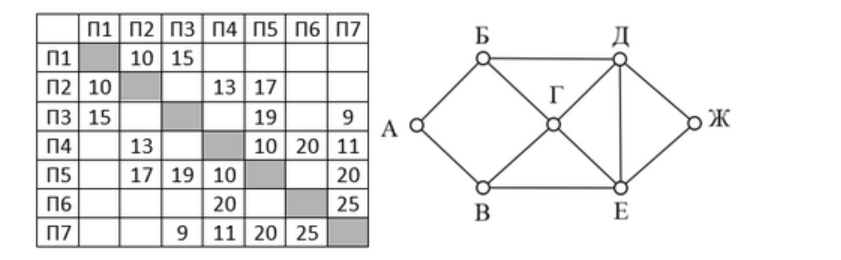 П1 П2 П3 П4 П5 П6 П7
П1 10 15
П2 10 13 17
П3 15 19 9
П4 13 10 20 11
П5 17 19 10 20
П6 20 25
П7 9 11 20 25
Б Д
Г
А Ж
В Е